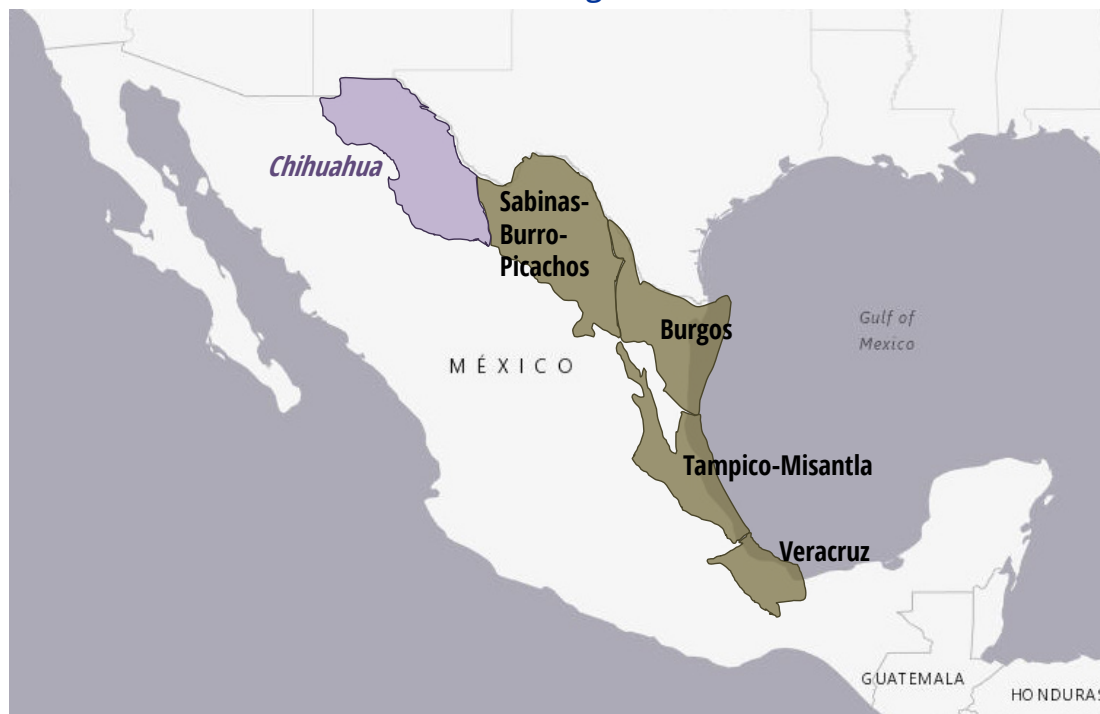 Chihuahua
Sabinas-
Burro-
Picachos
Burgos
Gulf of
Mexico
MÉXICO
Tampico-Misantla
Veracruz
GUATEMALA
HONDURAS